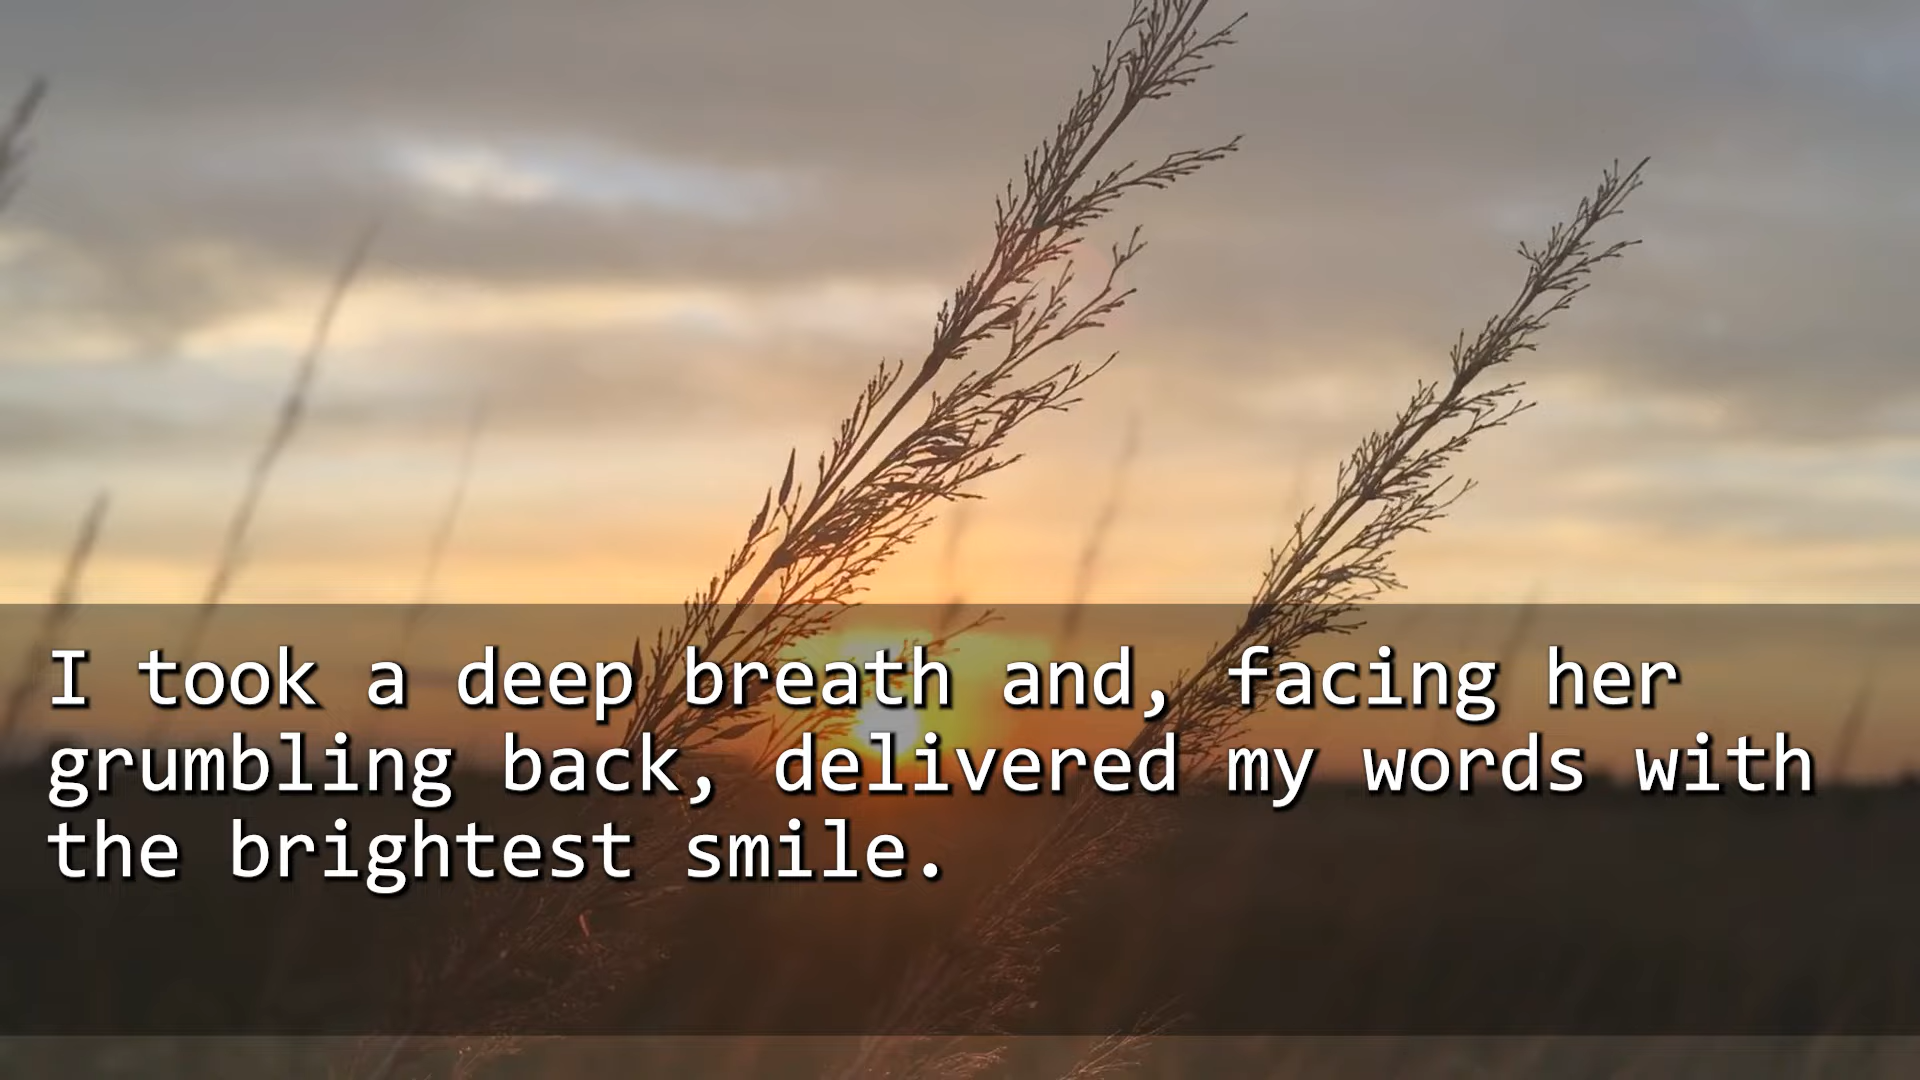 I took a deep breath and, facing her
grumbling back, delivered my words with
the brightest smile.